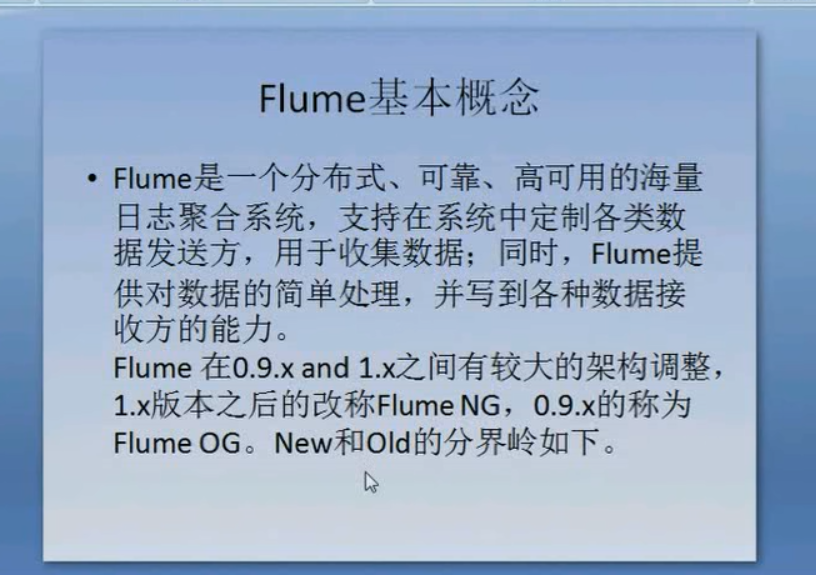 Flume基本概念
• Flume是一个分布式、可靠、高可用的海量
日志聚合系统，支持在系统中定制各类数
据发送方，用于收集数据；同时，Flume提
供对数据的简单处理，并写到各种数据接
收方的能力。
Flume 在0.9.x and 1.x之间有较大的架构调整，
1.x版本之后的改称Flume NG，0.9.x的称为
Flume OG。New和Old的分界岭如下。